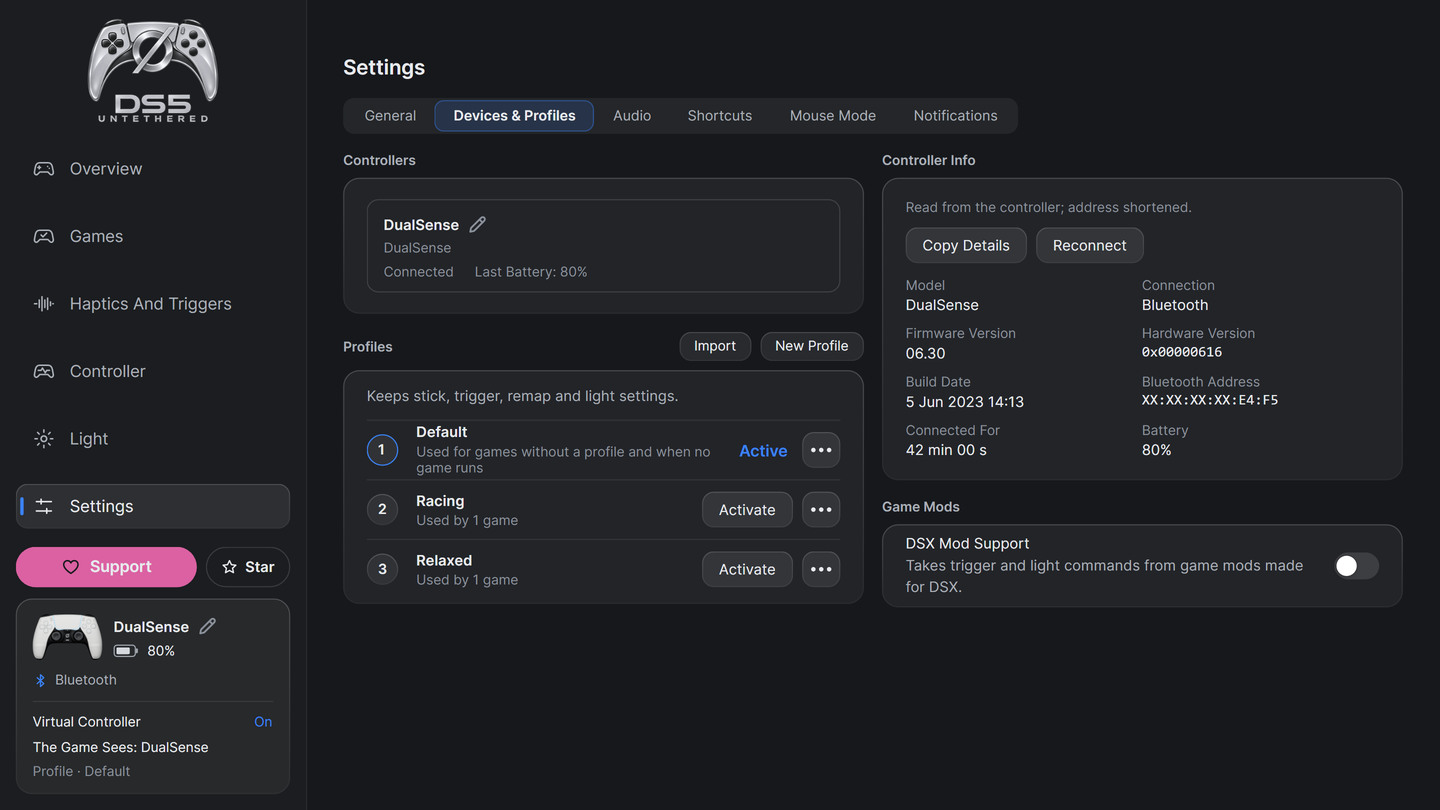 DS5
UNTETHERED
Overview
Games
Haptics And Triggers
Controller
Light
Settings
Support
Star
DualSense
80%
Bluetooth
Virtual Controller On
The Game Sees: DualSense
Profile · Default
Settings
General Devices & Profiles Audio Shortcuts Mouse Mode Notifications
Controllers
DualSense
DualSense
Connected Last Battery: 80%
Profiles
Import
New Profile
Keeps stick, trigger, remap and light settings.
1
Default
Used for games without a profile and when no
game runs
Active
2
Racing
Used by 1 game
Activate
3
Relaxed
Used by 1 game
Activate
Controller Info
Read from the controller; address shortened.
Copy Details
Reconnect
Model
DualSense
Connection
Bluetooth
Firmware Version
06.30
Hardware Version
0x00000616
Build Date
5 Jun 2023 14:13
Bluetooth Address
XX:XX:XX:XX:E4:F5
Connected For
42 min 00 s
Battery
80%
Game Mods
DSX Mod Support
Takes trigger and light commands from game mods made
for DSX.